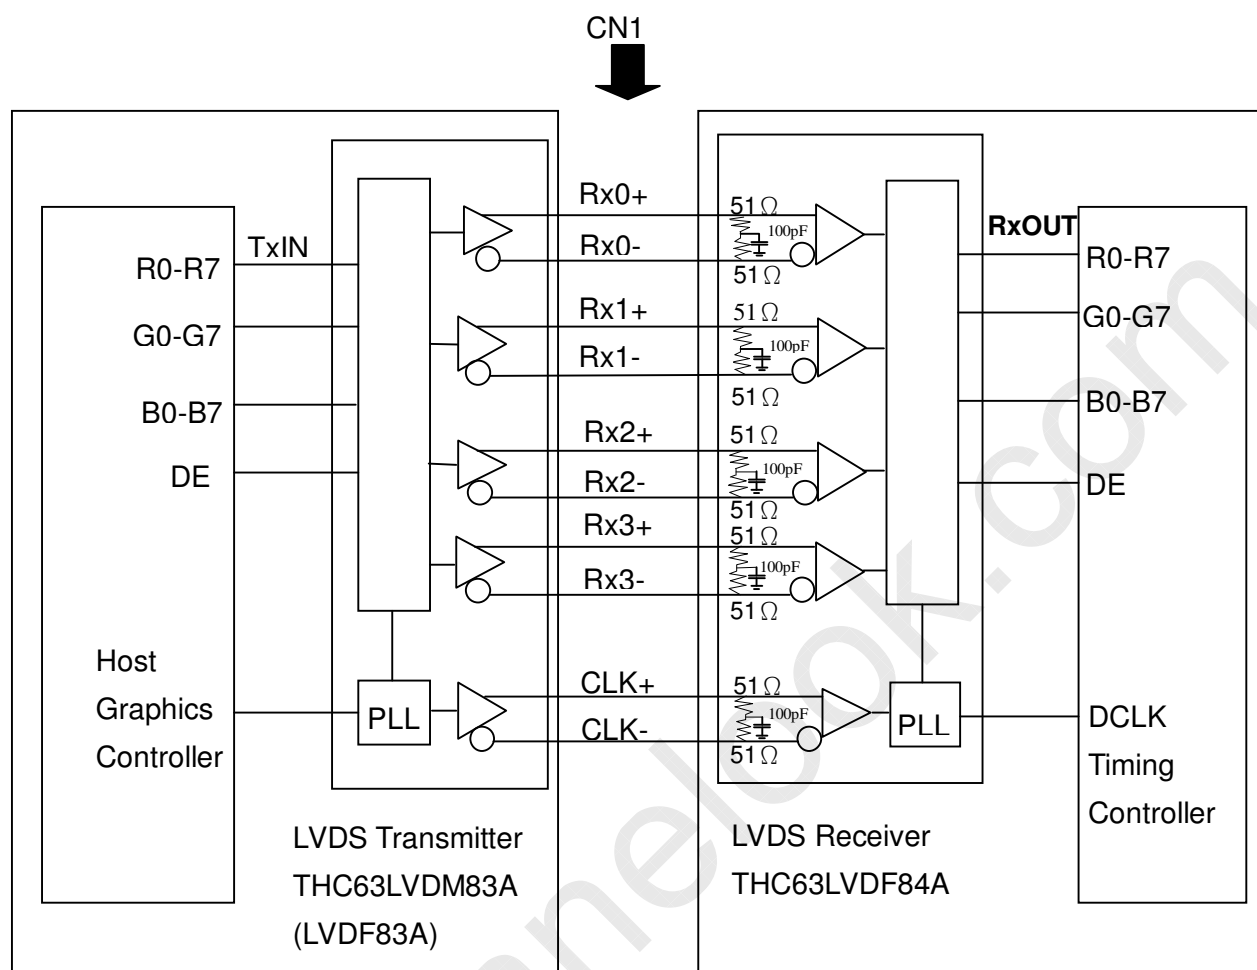 CN1
Host
Graphics
Controller
R0-R7
G0-G7
B0-B7
DE
TxIN
PLL
LVDS Transmitter
THC63LVDM83A
(LVDF83A)
Rx0+
Rx0-
Rx1+
Rx1-
Rx2+
Rx2-
Rx3+
Rx3-
CLK+
CLK-
51Ω
100pF
51Ω
51Ω
100pF
51Ω
51Ω
100pF
51Ω
51Ω
100pF
51Ω
51Ω
100pF
51Ω
PLL
LVDS Receiver
THC63LVDF84A
RxOUT
R0-R7
G0-G7
B0-B7
DE
DCLK
Timing
Controller
nelook.com